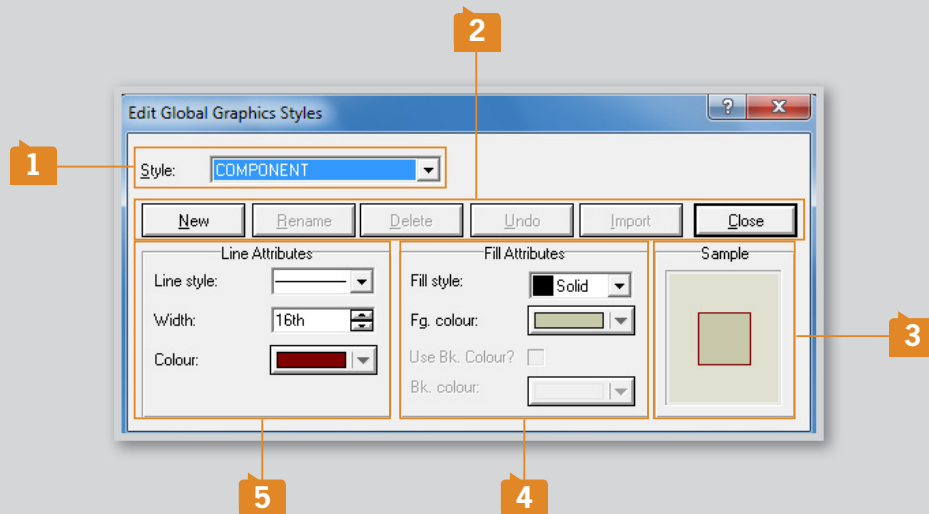 2
Edit Global Graphics Styles
?
X
1
Style: COMPONENT
New Rename Delete Undo Import Close
Line Attributes
Line style:
Width: 16th
Colour:
Fill Attributes
Fill style: Solid
Fg. colour:
Use Bk. Colour?
Bk. colour:
Sample
3
5
4